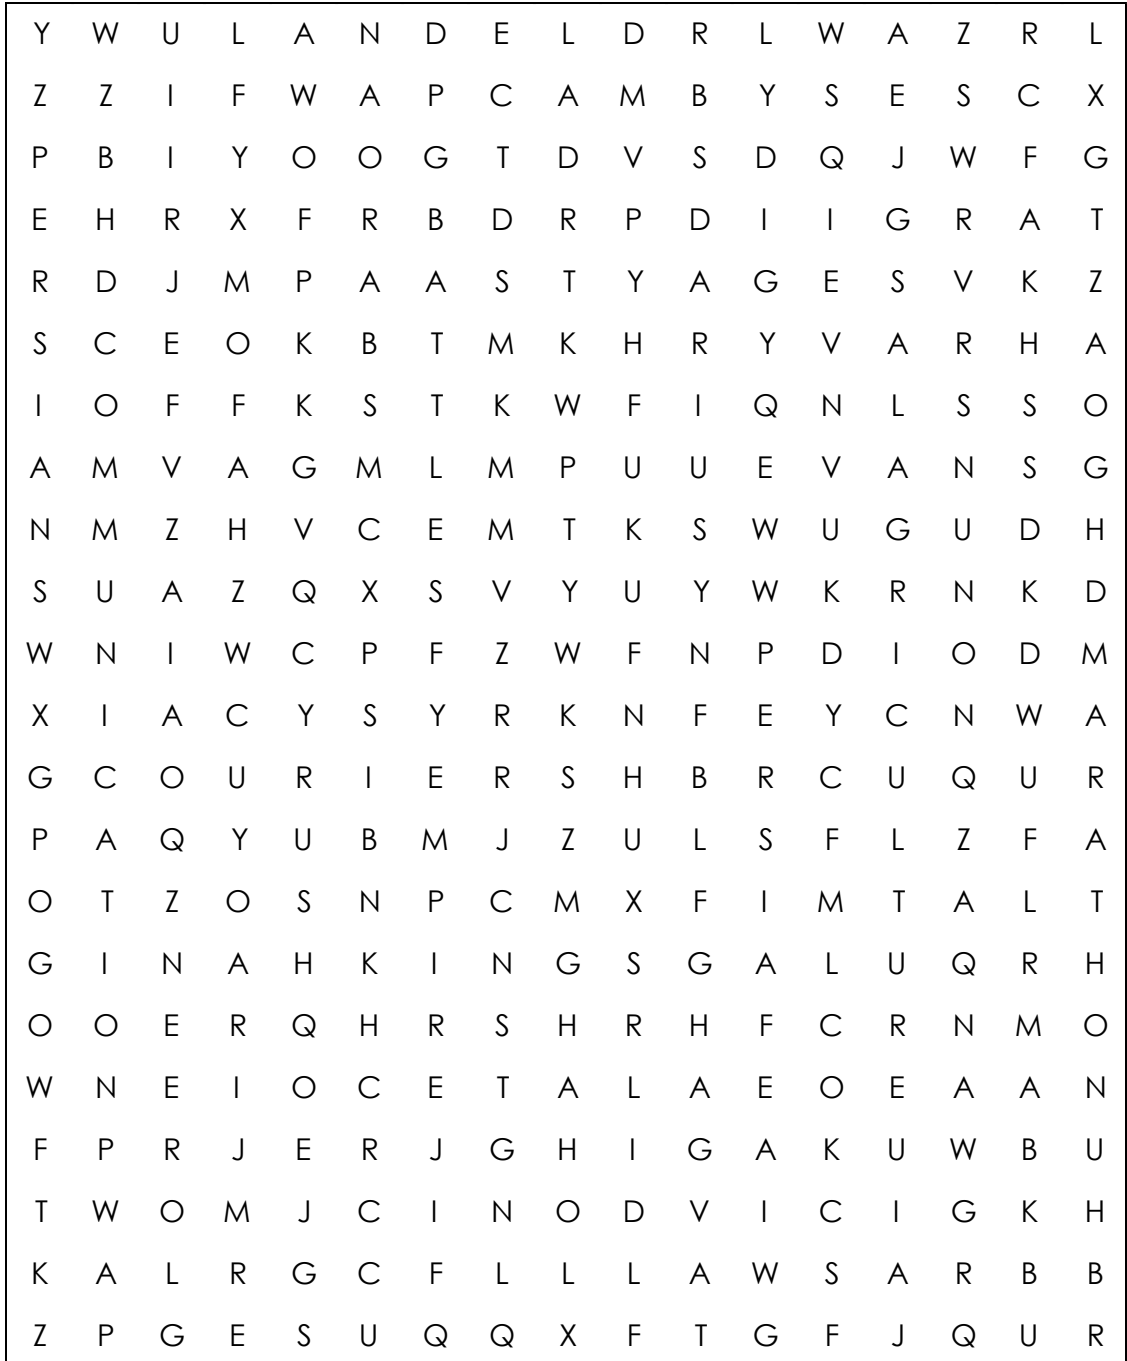 Y W U L A N D E L D R L W A Z R L
Z Z I F W A P C A M B Y S E S C X
P B I Y O O G T D V S D Q J W F G
E H R X F R B D R P D I I G R A T
R D J M P A A S T Y A G E S V K Z
S C E O K B T M K H R Y V A R H A
I O F F K S T K W F I Q N L S S O
A M V A G M L M P U U E V A N S G
N M Z H V C E M T K S W U G U D H
S U A Z Q X S V Y U Y W K R N K D
W N I W C P F Z W F N P D I O D M
X I A C Y S Y R K N F E Y C N W A
G C O U R I E R S H B R C U Q U R
P A Q Y U B M J Z U L S F L Z F A
O T Z O S N P C M X F I M T A L T
G I N A H K I N G S G A L U Q R H
O O E R Q H R S H R H F C R N M O
W N E I O C E T A L A E O E A A N
F P R J E R J G H I G A K U W B U
T W O M J C I N O D V I C I G K H
K A L R G C F L L L A W S A R B B
Z P G E S U Q Q X F T G F J Q U R